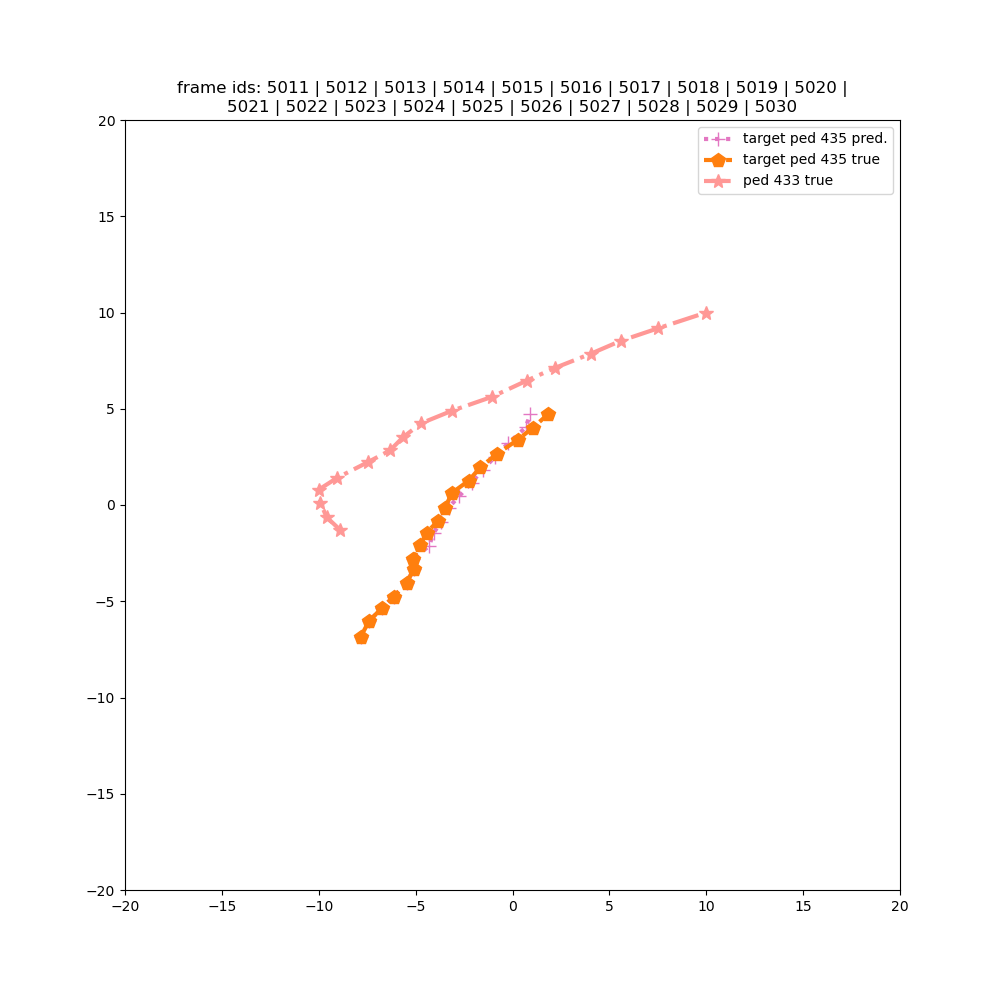 frame ids: 5011 | 5012 | 5013 | 5014 | 5015 | 5016 | 5017 | 5018 | 5019 | 5020 |
5021 | 5022 | 5023 | 5024 | 5025 | 5026 | 5027 | 5028 | 5029 | 5030
target ped 435 pred.
target ped 435 true
ped 433 true
20
15
10
5
0
−5
−10
−15
−20
−20 −15 −10 −5 0 5 10 15 20